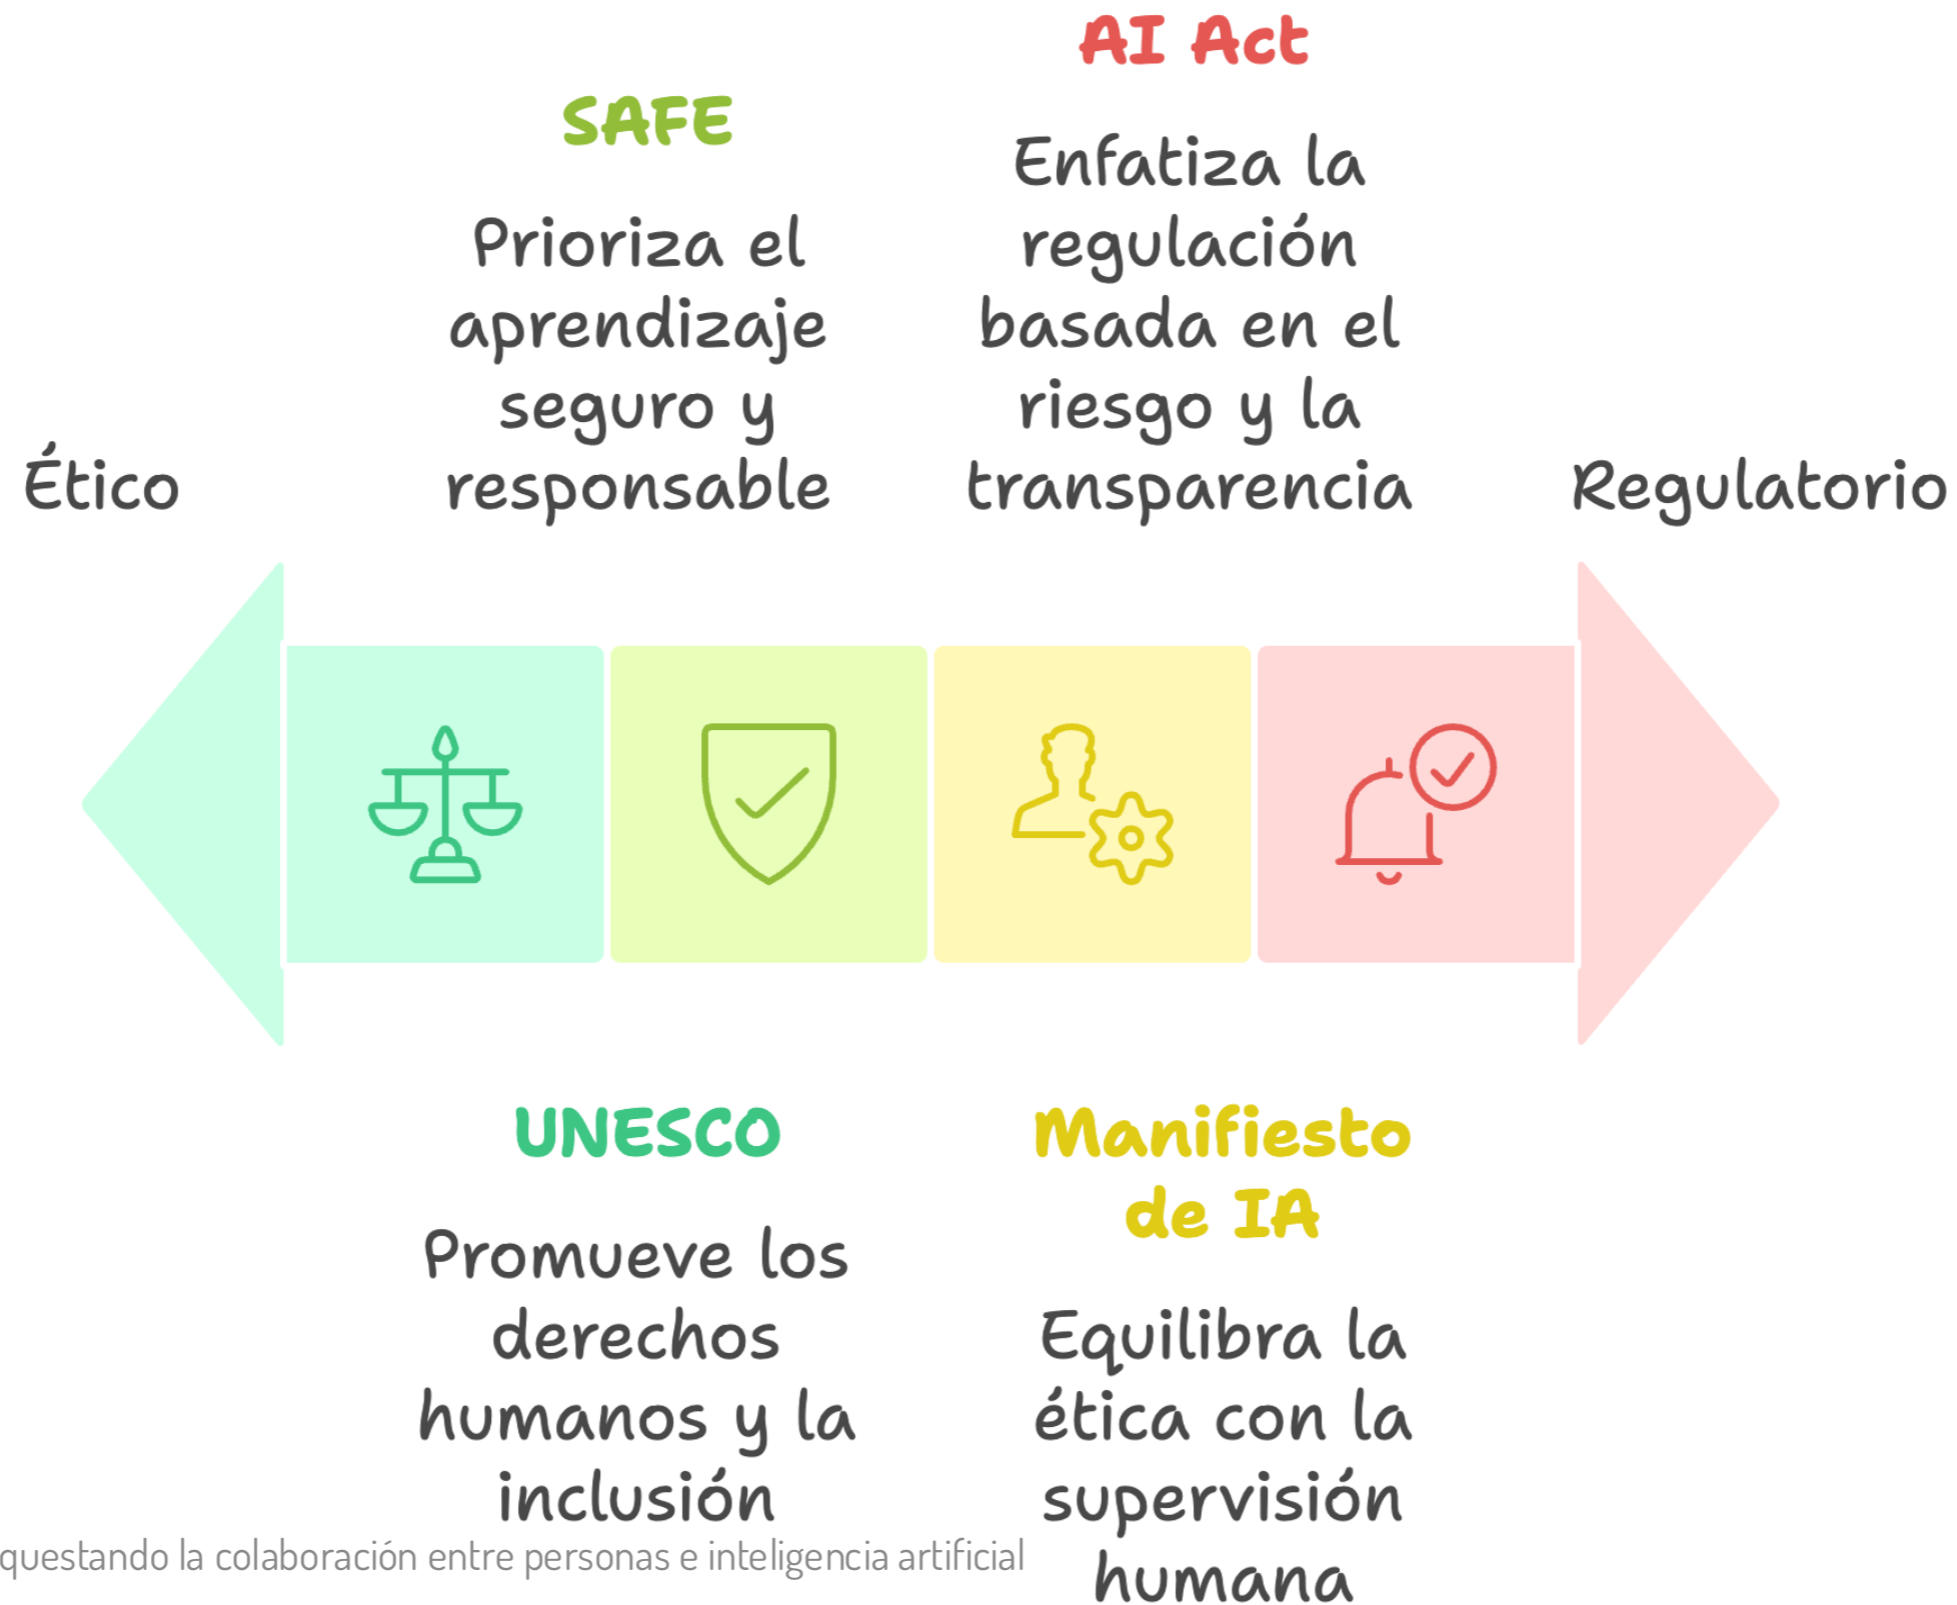 AI Act
SAFE
Enfatiza la
regulación
basada en el
riesgo y la
transparencia
Prioriza el
aprendizaje
seguro y
responsable
Ético
Regulatorio
UNESCO
Promueve los
derechos
humanos y la
inclusión
Manifiesto
de IA
Equilibra la
ética con la
supervisión
humana
questando la colaboración entre personas e inteligencia artificial